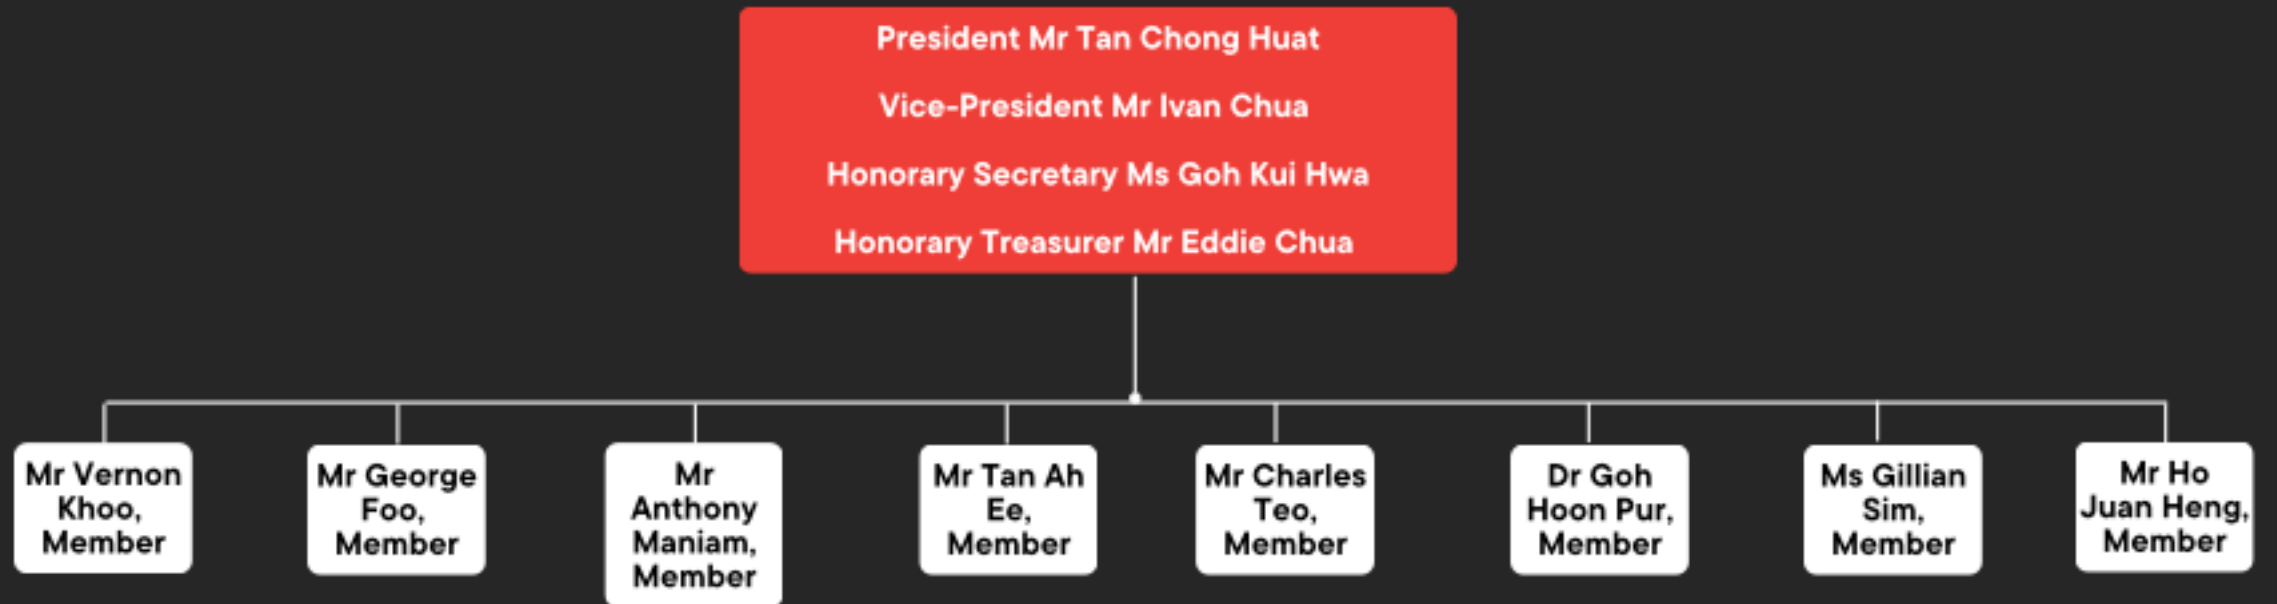 President Mr Tan Chong Huat
Vice-President Mr Ivan Chua
Honorary Secretary Ms Goh Kui Hwa
Honorary Treasurer Mr Eddie Chua
Mr Vernon
Khoo,
Member
Mr George
Foo,
Member
Mr
Anthony
Maniam,
Member
Mr Tan Ah
Ee,
Member
Mr Charles
Teo,
Member
Dr Goh
Hoon Pur,
Member
Ms Gillian
Sim,
Member
Mr Ho
Juan Heng,
Member